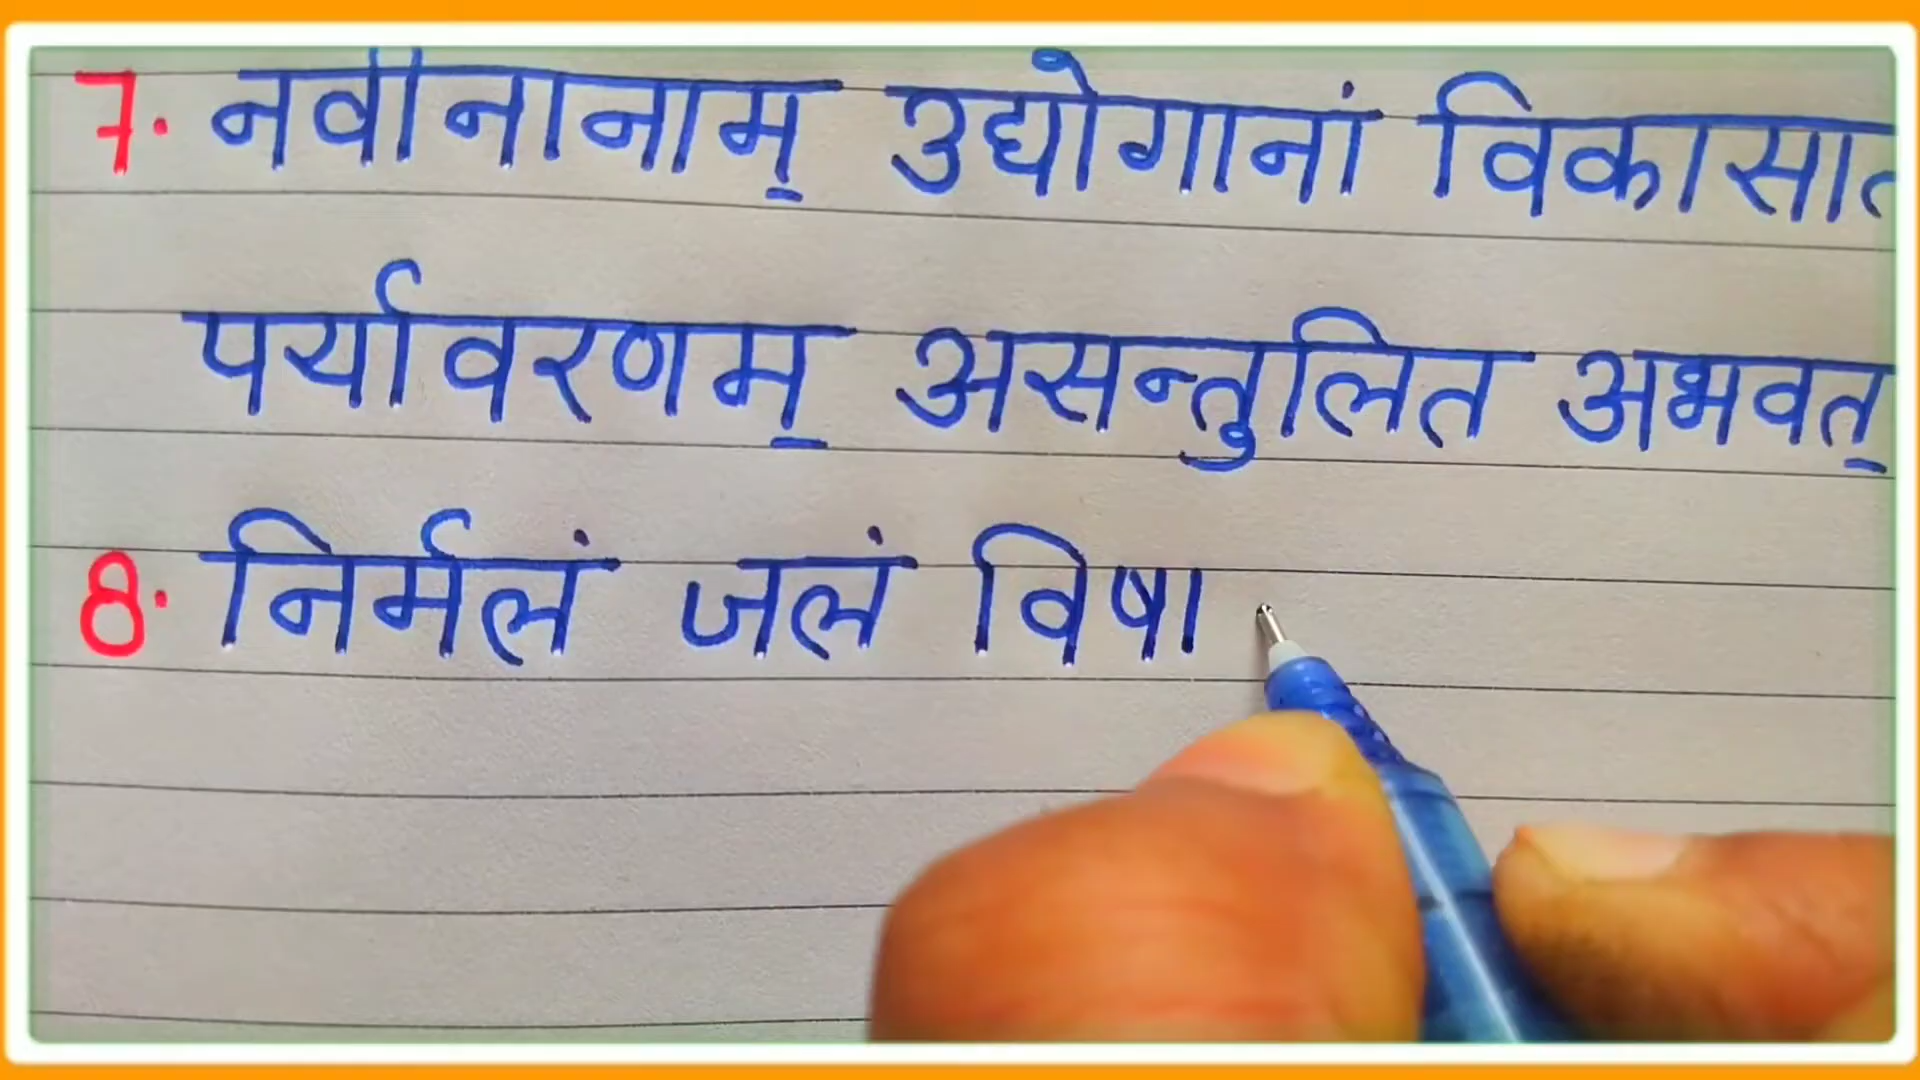 7. नवीनानाम् उद्योगानां विकासात
पर्यावरणम् असन्तुलित अभवत्
8. निर्मलं जलं विषा